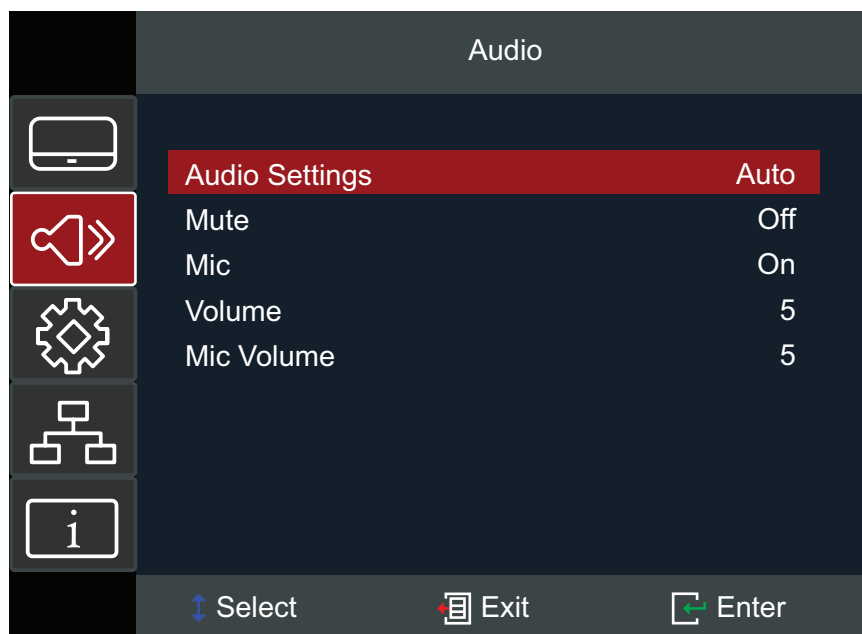 Audio
Audio Settings Auto
Mute Off
Mic On
Volume 5
Mic Volume 5
i
Select Exit Enter